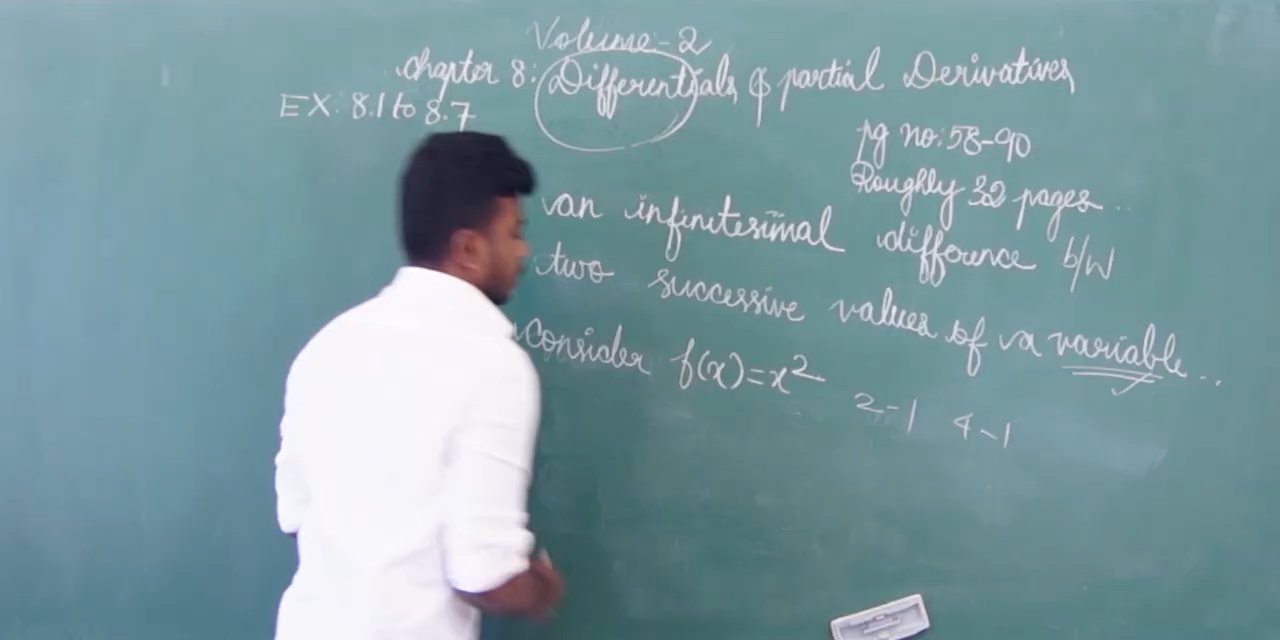 Volume-2
chapter 8: Differentials & partial Derivatives
EX: 8.1 to 8.7
pg no: 58-90
Roughly 32 pages..
an infinitesimal difference b/w
two successive values of a variable...
consider f(x)=x²
2-1 4-1